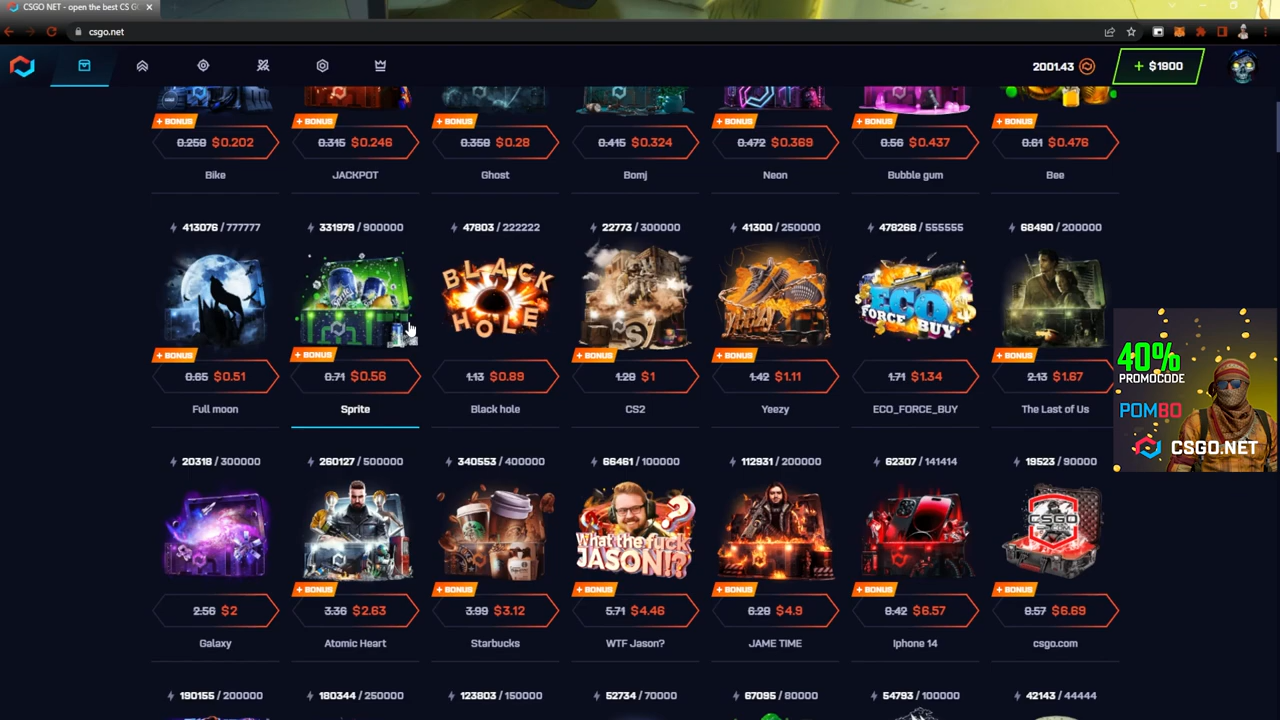 CSGO NET - open the best CS G
csgo.net
2001.43
+ $1900
+ BONUS
+ BONUS
+ BONUS
+ BONUS
+ BONUS
+ BONUS
0.258 $0.202
0.315 $0.246
0.358 $0.28
0.415 $0.324
0.472 $0.369
0.56 $0.437
0.61 $0.476
Bike
JACKPOT
Ghost
Bomj
Neon
Bubble gum
Bee
413076 / 777777
331979 / 900000
47803 / 222222
22773 / 300000
41300 / 250000
478268 / 555555
68490 / 200000
BLACK
HOLE
YEEZY
ECO
FORCE BUY
+ BONUS
+ BONUS
+ BONUS
+ BONUS
+ BONUS
0.65 $0.51
0.71 $0.56
1.13 $0.89
1.28 $1
1.42 $1.11
1.71 $1.34
2.13 $1.67
Full moon
Sprite
Black hole
CS2
Yeezy
ECO_FORCE_BUY
The Last of Us
40%
PROMOCODE
POMBO
CSGO.NET
20318 / 300000
260127 / 500000
340553 / 400000
66461 / 100000
112931 / 200000
62307 / 141414
19523 / 90000
What the fuck
JASON!?
CSGO
+ BONUS
+ BONUS
+ BONUS
+ BONUS
+ BONUS
+ BONUS
2.56 $2
3.36 $2.63
3.99 $3.12
5.71 $4.46
6.28 $4.9
8.42 $6.57
8.57 $6.69
Galaxy
Atomic Heart
Starbucks
WTF Jason?
JAME TIME
Iphone 14
csgo.com
190155 / 200000
180344 / 250000
123803 / 150000
52734 / 70000
67095 / 80000
54793 / 100000
42143 / 44444